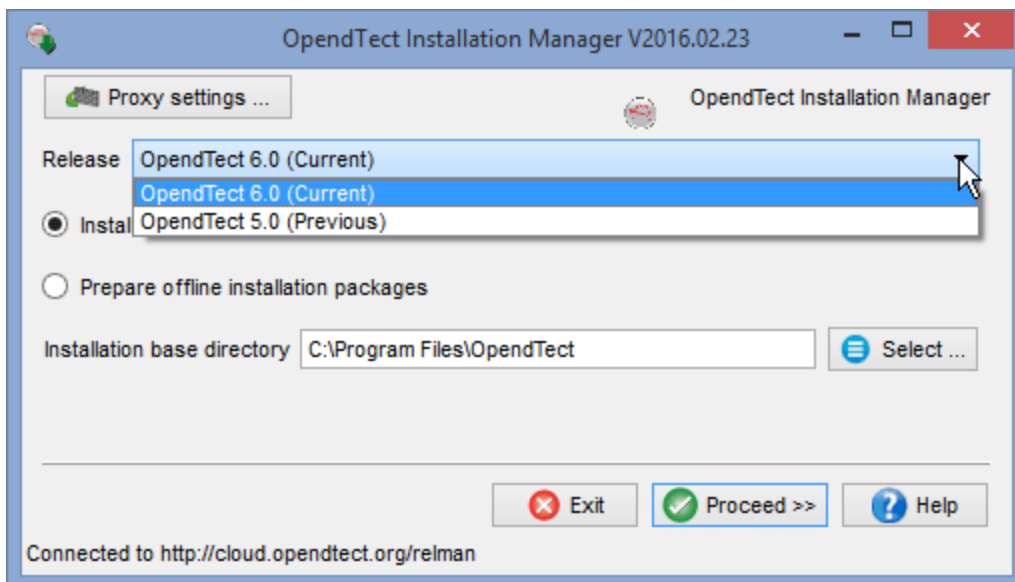 OpendTect Installation Manager V2016.02.23
Proxy settings ...
OpendTect Installation Manager
Release OpendTect 6.0 (Current)
OpendTect 6.0 (Current)
OpendTect 5.0 (Previous)
Instal
Prepare offline installation packages
Installation base directory C:\Program Files\OpendTect Select ...
Exit Proceed >> Help
Connected to http://cloud.opendtect.org/relman